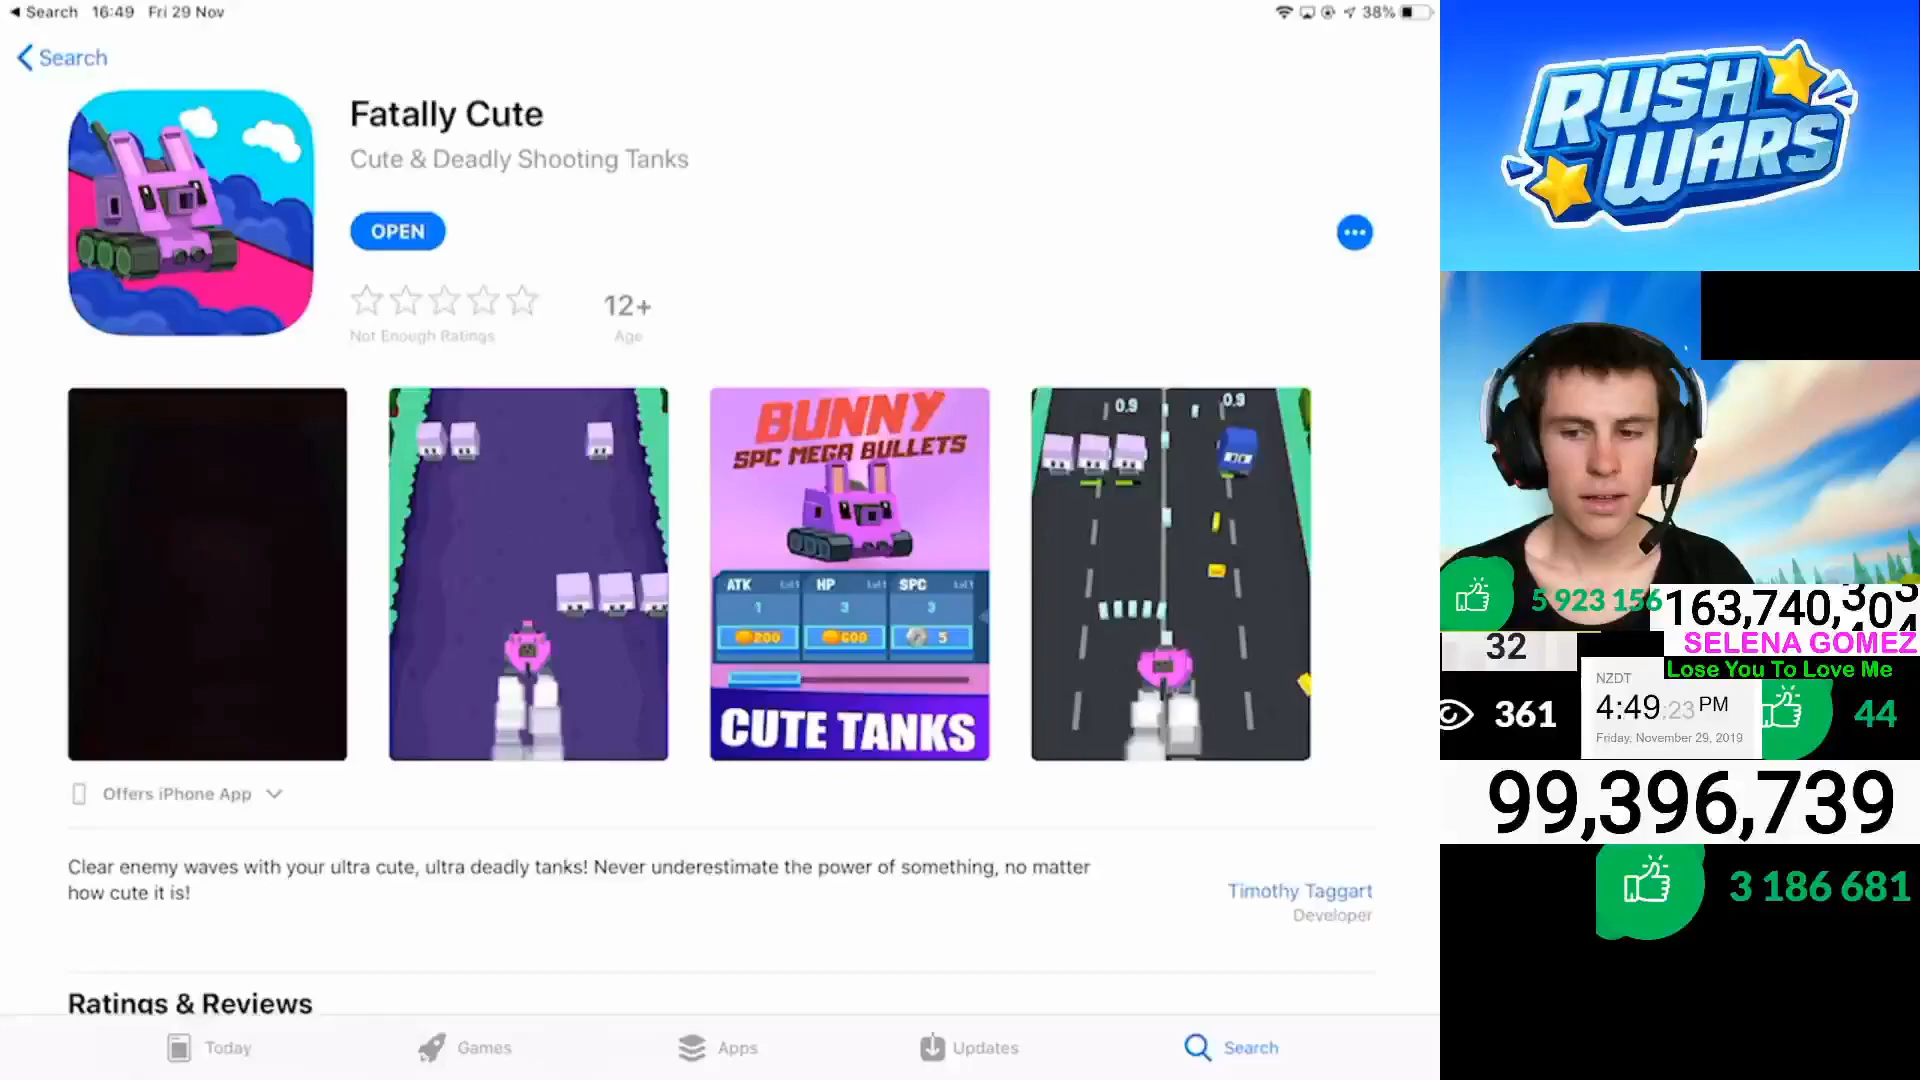 Search 16:49 Fri 29 Nov
38%
Search
Fatally Cute
Cute & Deadly Shooting Tanks
OPEN
Not Enough Ratings
12+
Age
BUNNY
SPC MEGA BULLETS
ATK Lvl1 HP Lvl1 SPC Lvl1
1 3 3
200 600 5
CUTE TANKS
0.9 0.9
Offers iPhone App
Clear enemy waves with your ultra cute, ultra deadly tanks! Never underestimate the power of something, no matter
how cute it is!
Timothy Taggart
Developer
Ratings & Reviews
Today
Games
Apps
Updates
Search
RUSH
WARS
5 923 156
163,740,
32
SELENA GOMEZ
Lose You To Love Me
361
NZDT
4:49:23 PM
Friday, November 29, 2019
44
99,396,739
3 186 681